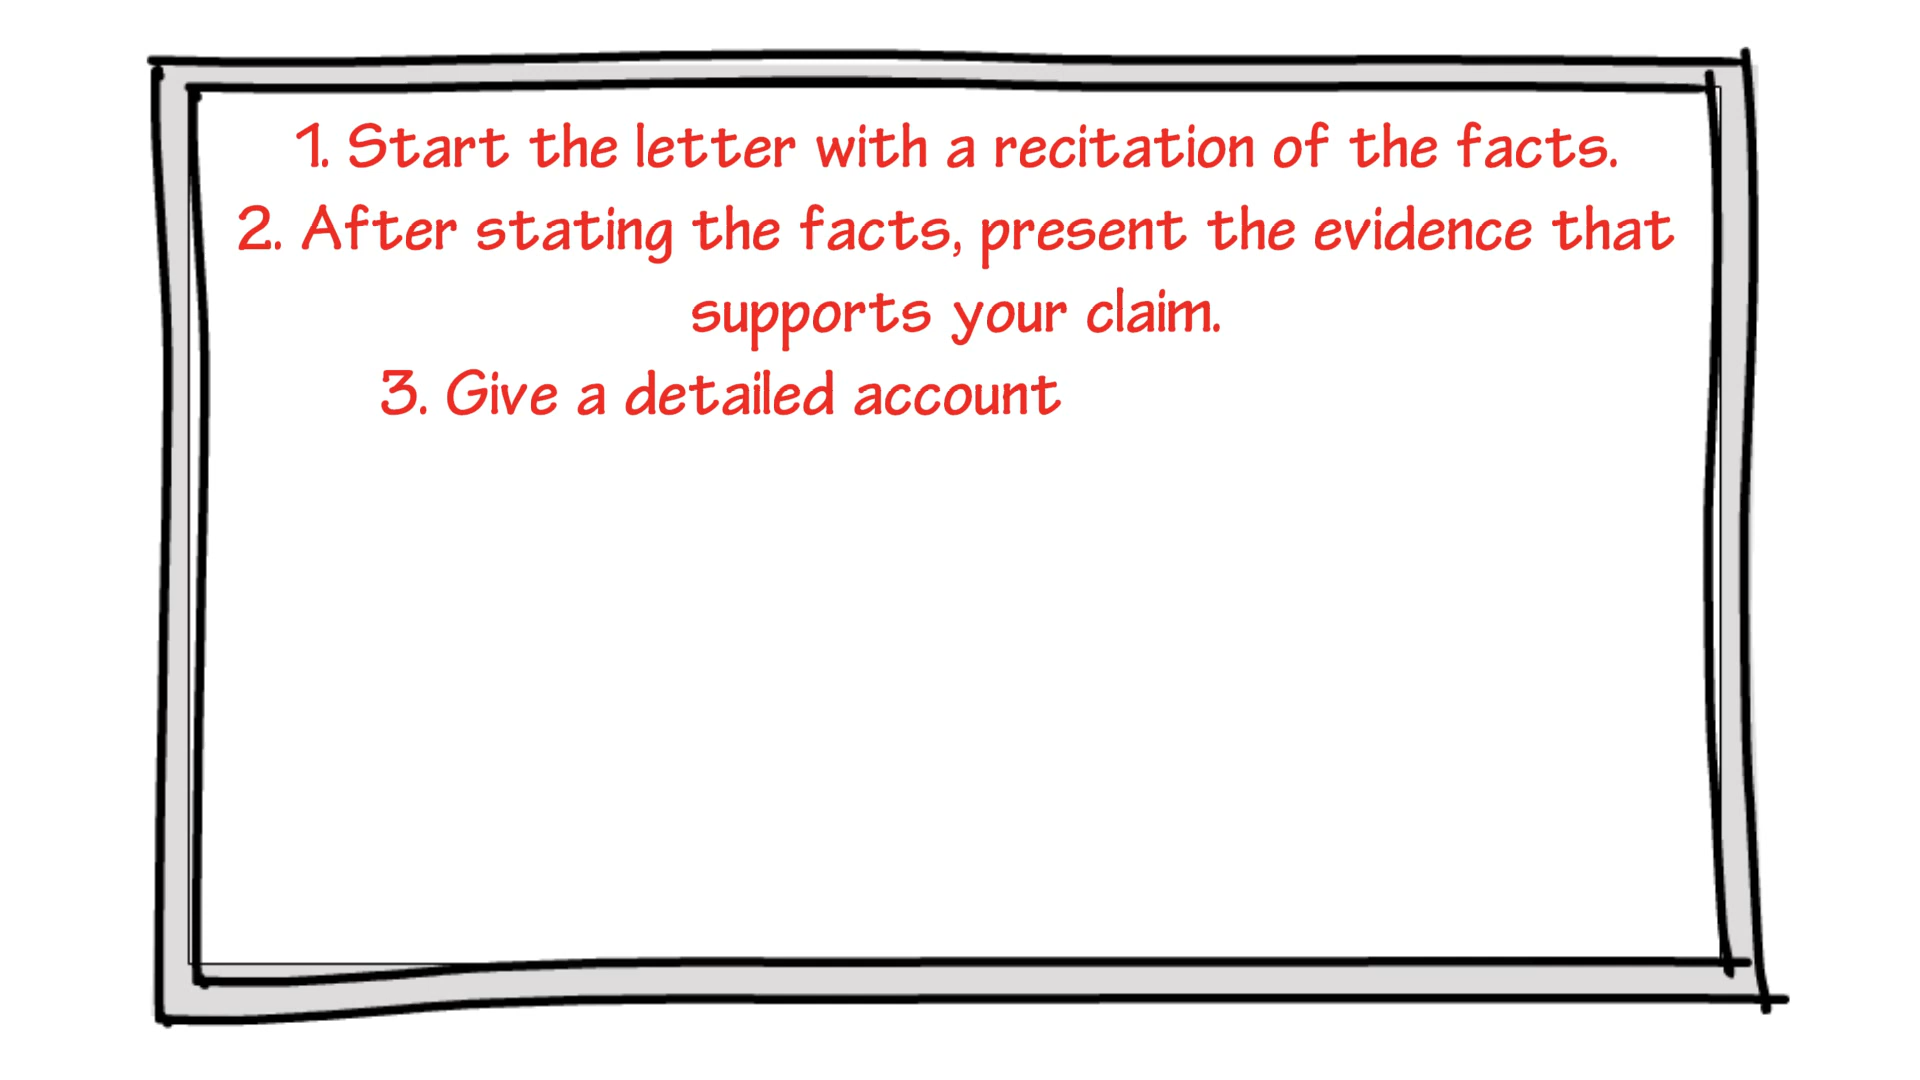 1. Start the letter with a recitation of the facts.
2. After stating the facts, present the evidence that
supports your claim.
3. Give a detailed account